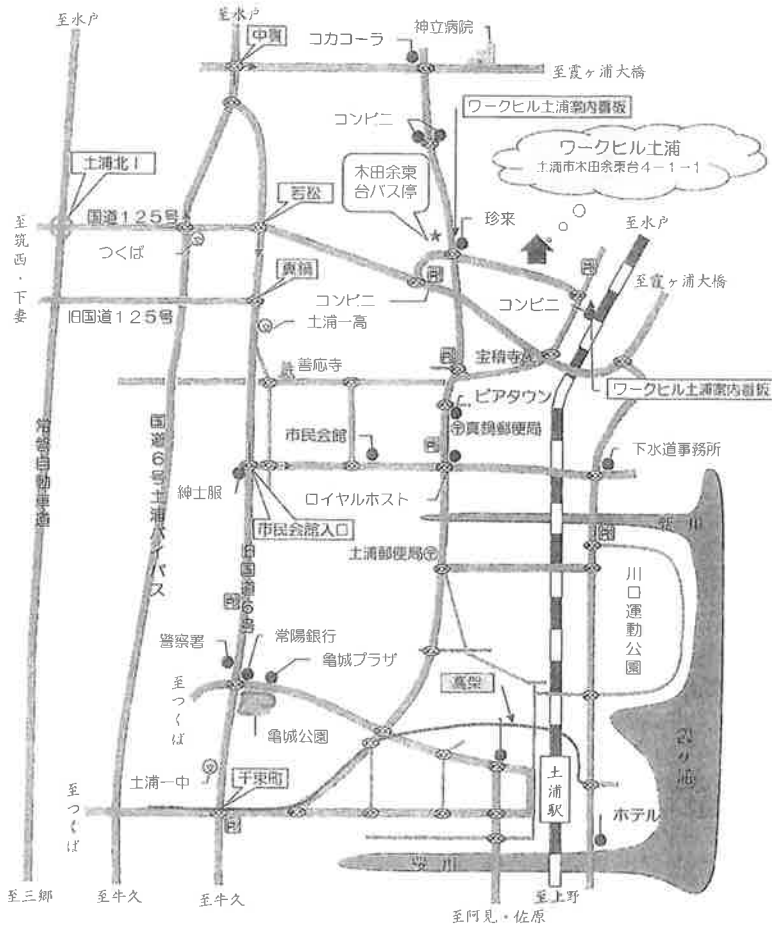 至水戸
至水戸
神立病院
コカコーラ
中貫
至霞ヶ浦大橋
ワークヒル土浦案内看板
コンビニ
ワークヒル土浦
土浦市木田余東台4-1-1
土浦北I
木田余東
台バス停
若松
国道125号
至筑西・下妻
つくば
珍来
至水戸
真鍋
コンビニ
コンビニ
至霞ヶ浦大橋
旧国道125号
土浦一高
善応寺
宝積寺
ピアタウン
ワークヒル土浦案内看板
〒真鍋郵便局
市民会館
下水道事務所
常磐自動車道
国道6号土浦バイパス
紳士服
ロイヤルホスト
市民会館入口
新川
旧国道6号
土浦郵便局〒
川口運動公園
警察署
常陽銀行
亀城プラザ
至つくば
高架
亀城公園
霞ヶ浦
土浦一中
千束町
土浦駅
至つくば
ホテル
桜川
至三郷
至牛久
至牛久
至上野
至阿見・佐原